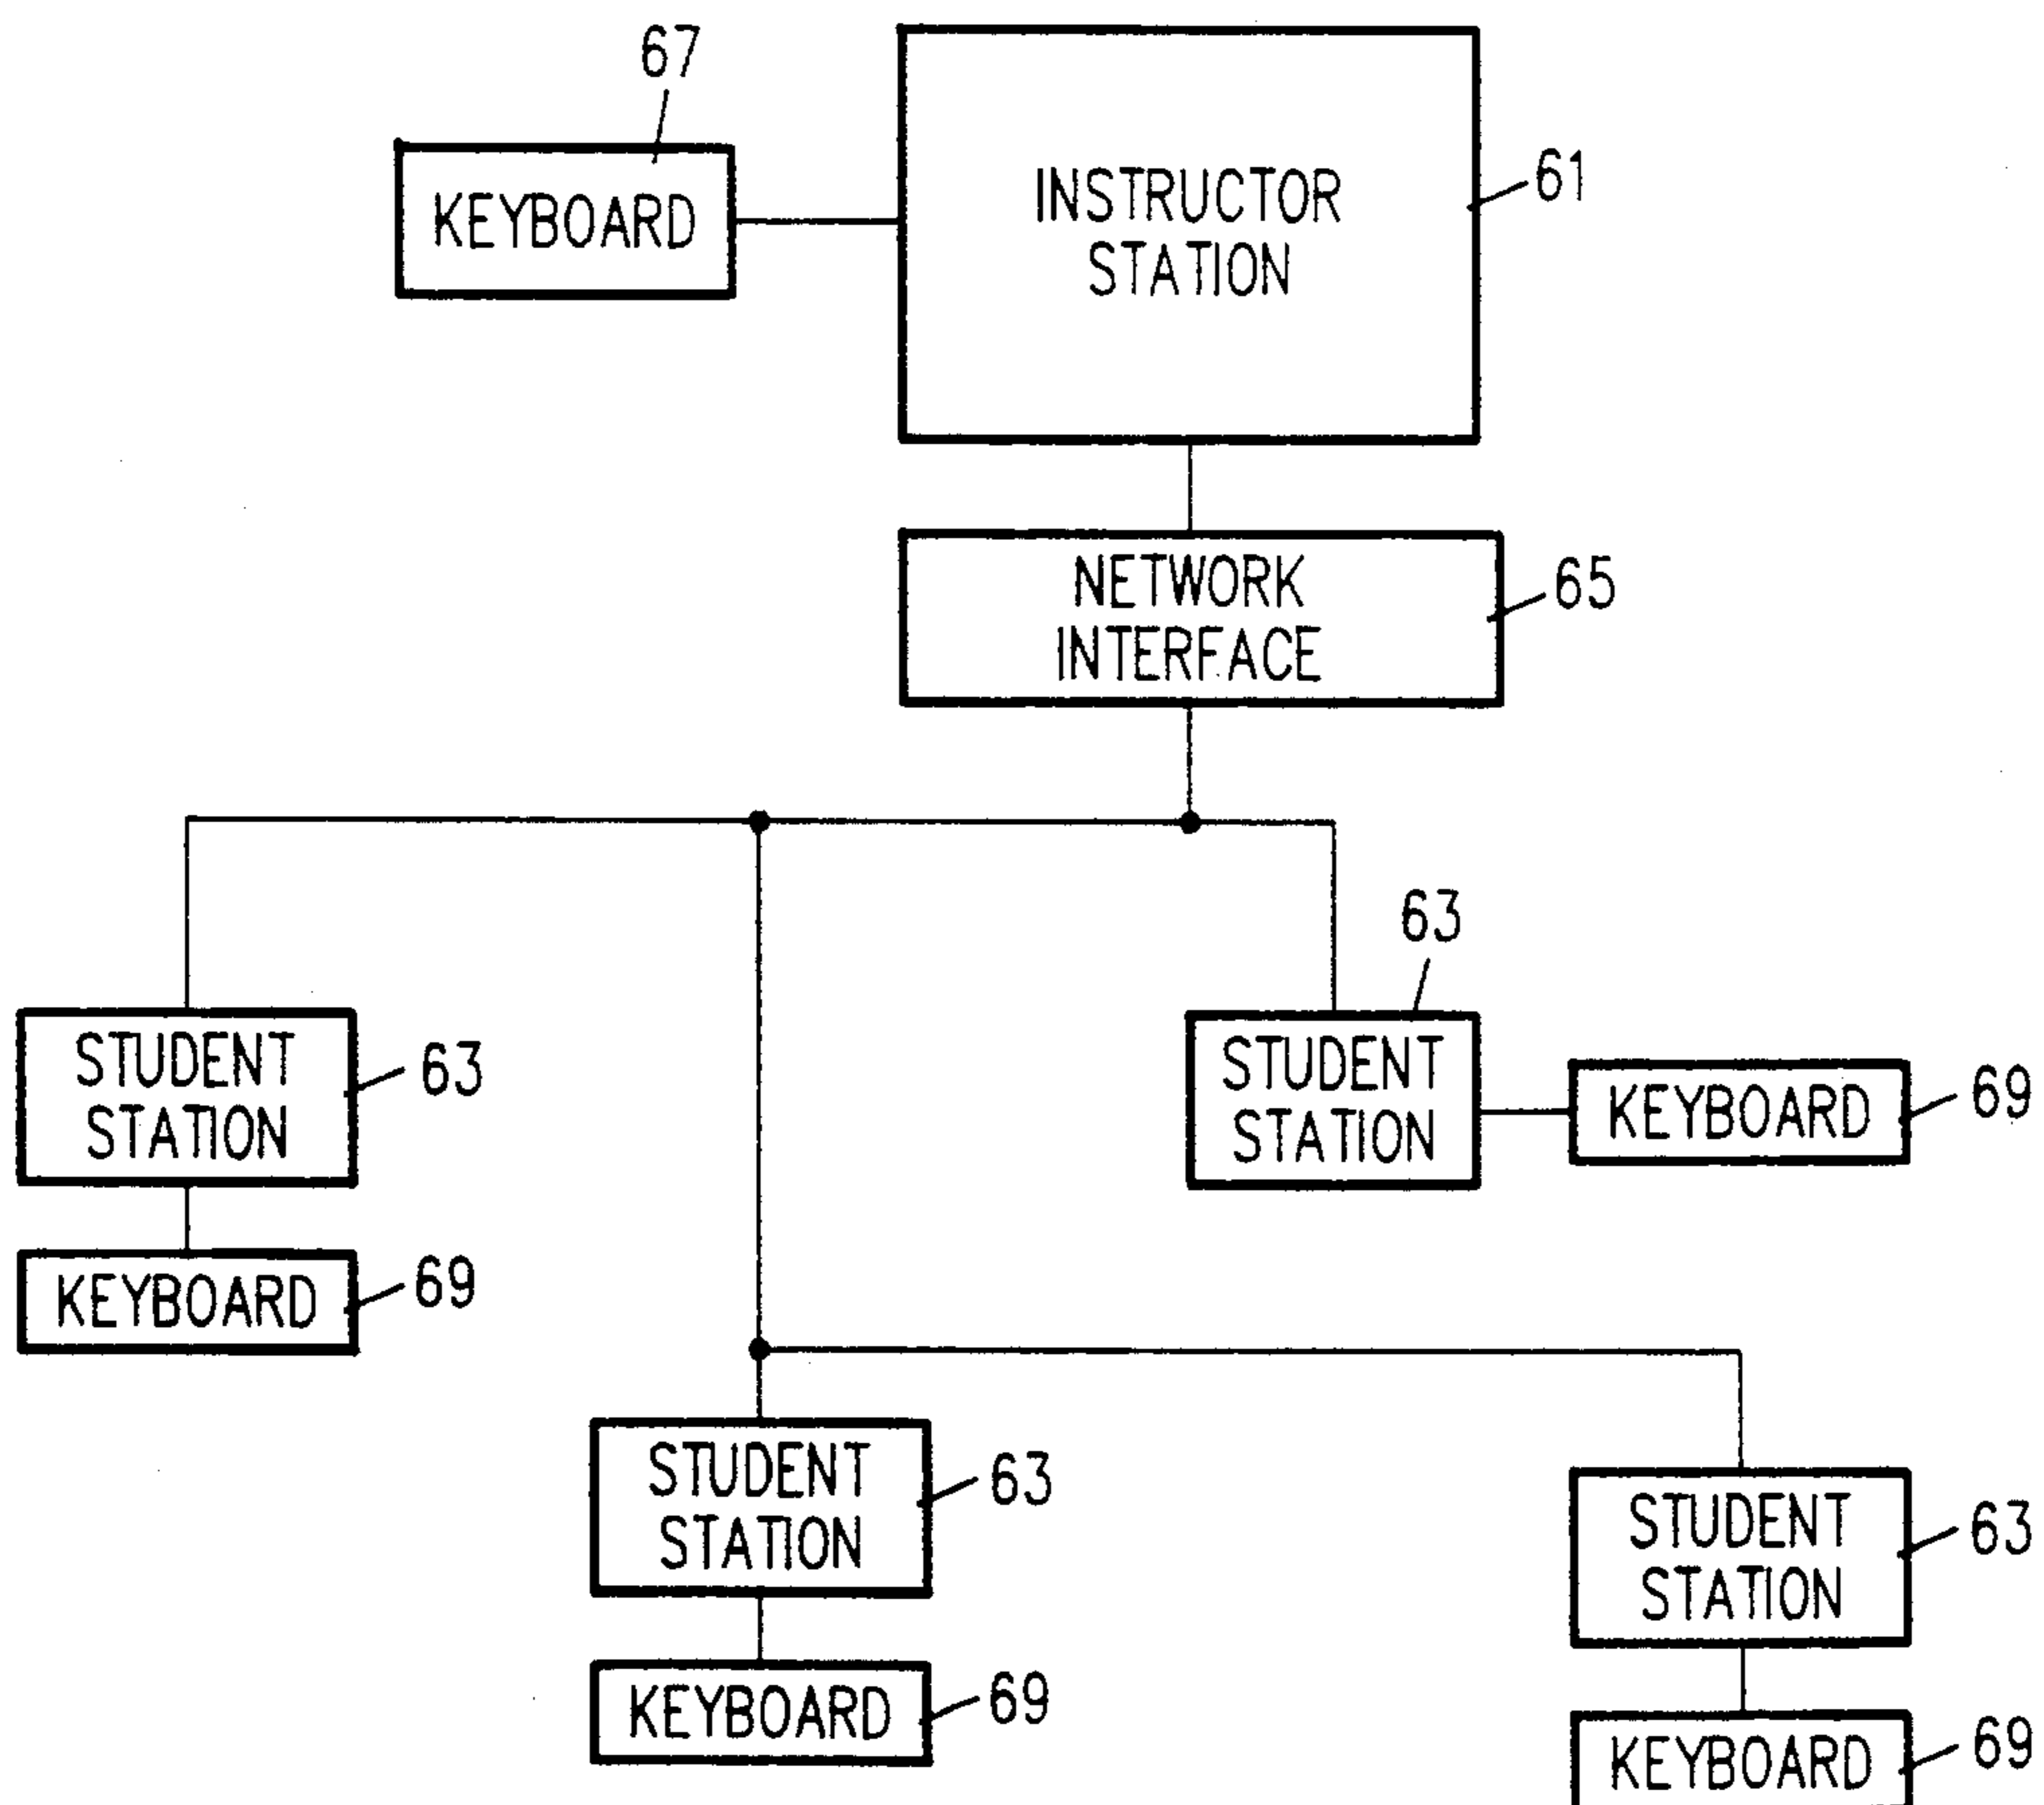 67
KEYBOARD
INSTRUCTOR
STATION
61
NETWORK
INTERFACE
65
STUDENT
STATION
63
KEYBOARD
69
63
STUDENT
STATION
KEYBOARD
69
STUDENT
STATION
63
KEYBOARD
69
STUDENT
STATION
63
KEYBOARD
69